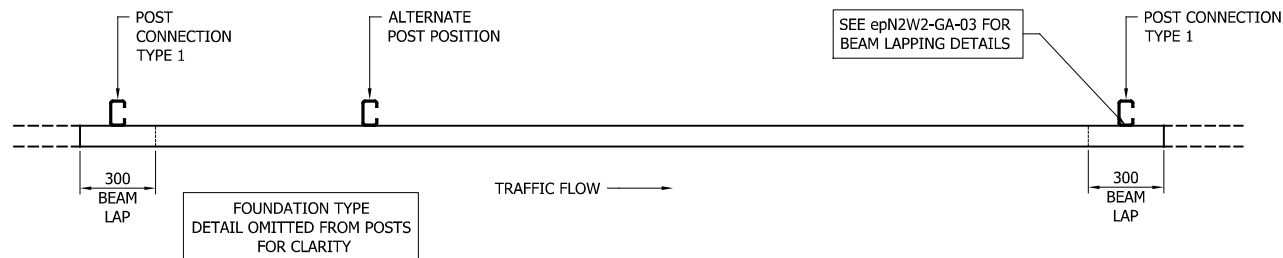 POST
CONNECTION
TYPE 1
ALTERNATE
POST POSITION
SEE epN2W2-GA-03 FOR
BEAM LAPPING DETAILS
POST CONNECTION
TYPE 1
300
BEAM
LAP
TRAFFIC FLOW
300
BEAM
LAP
FOUNDATION TYPE
DETAIL OMITTED FROM POSTS
FOR CLARITY